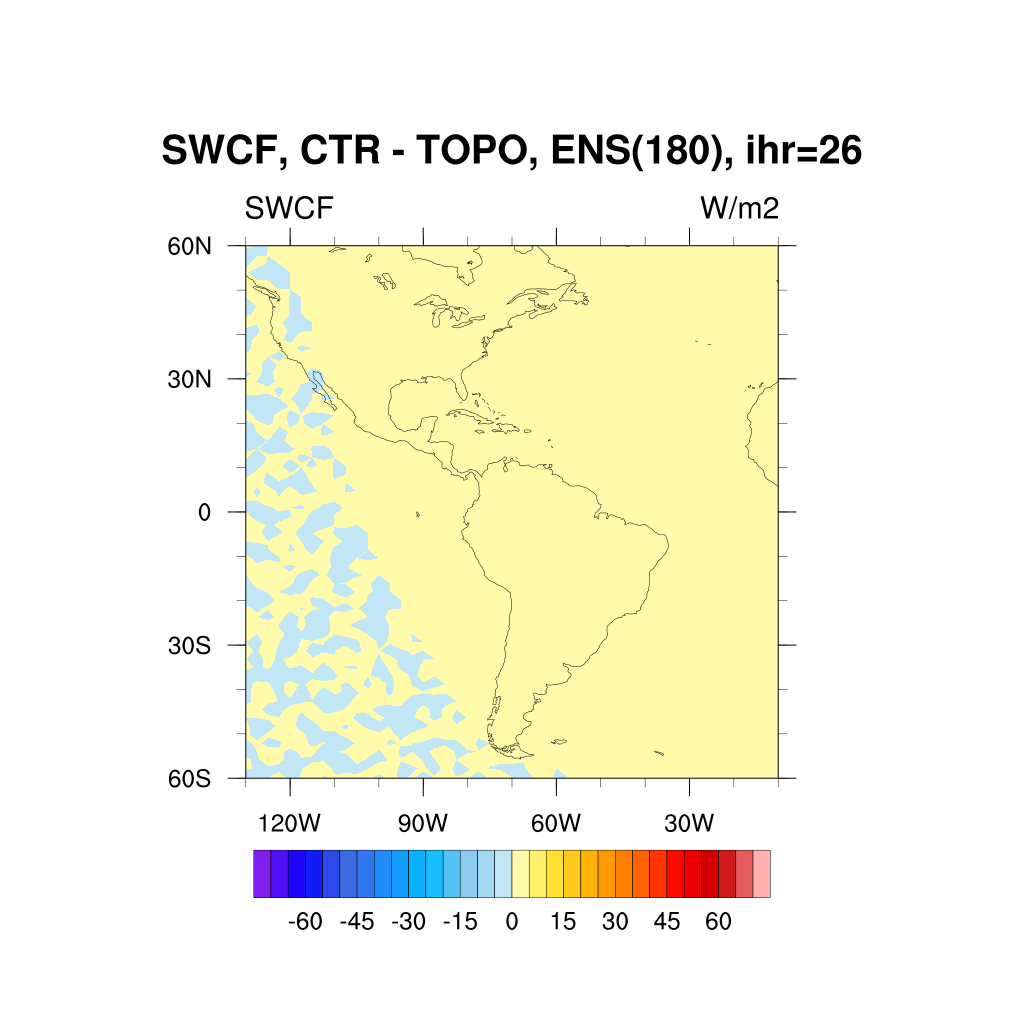 SWCF, CTR - TOPO, ENS(180), ihr=26
SWCF W/m2
60N
30N
0
30S
60S
120W 90W 60W 30W
-60 -45 -30 -15 0 15 30 45 60